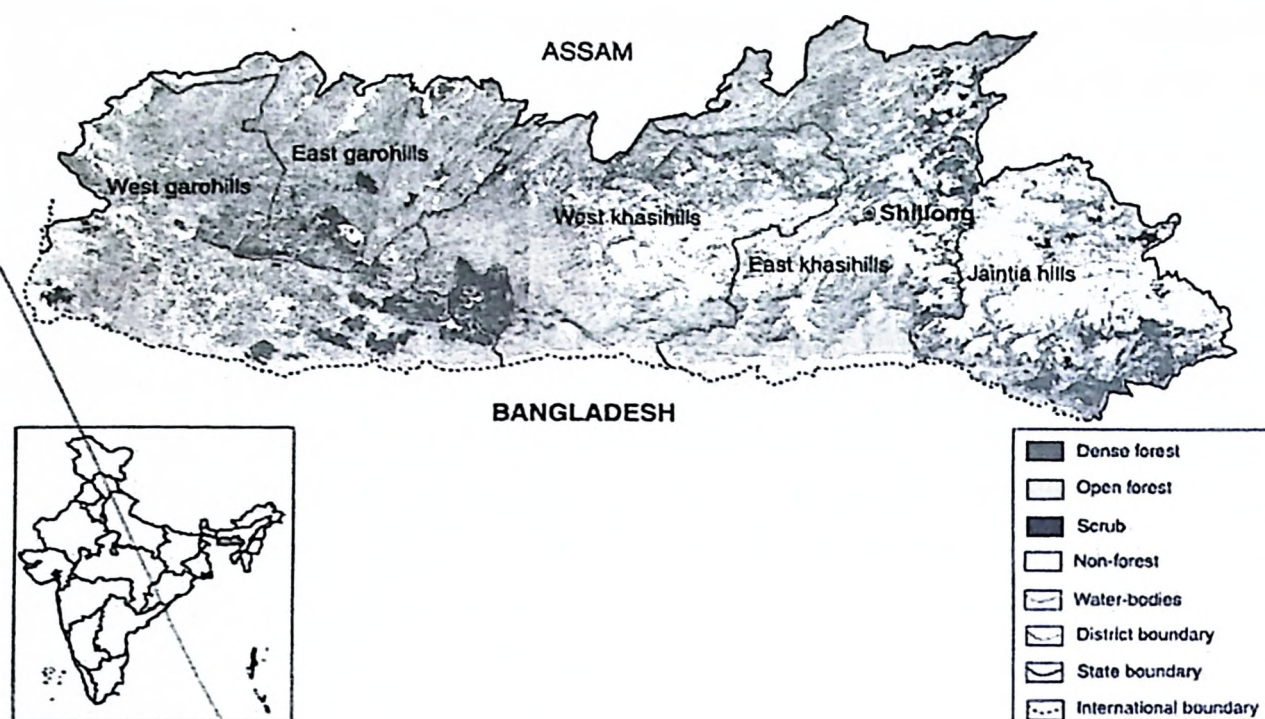 ASSAM
East garohills
West garohills
West khasihills
Shillong
East khasihills
Jaintia hills
BANGLADESH
Dense forest
Open forest
Scrub
Non-forest
Water-bodies
District boundary
State boundary
International boundary